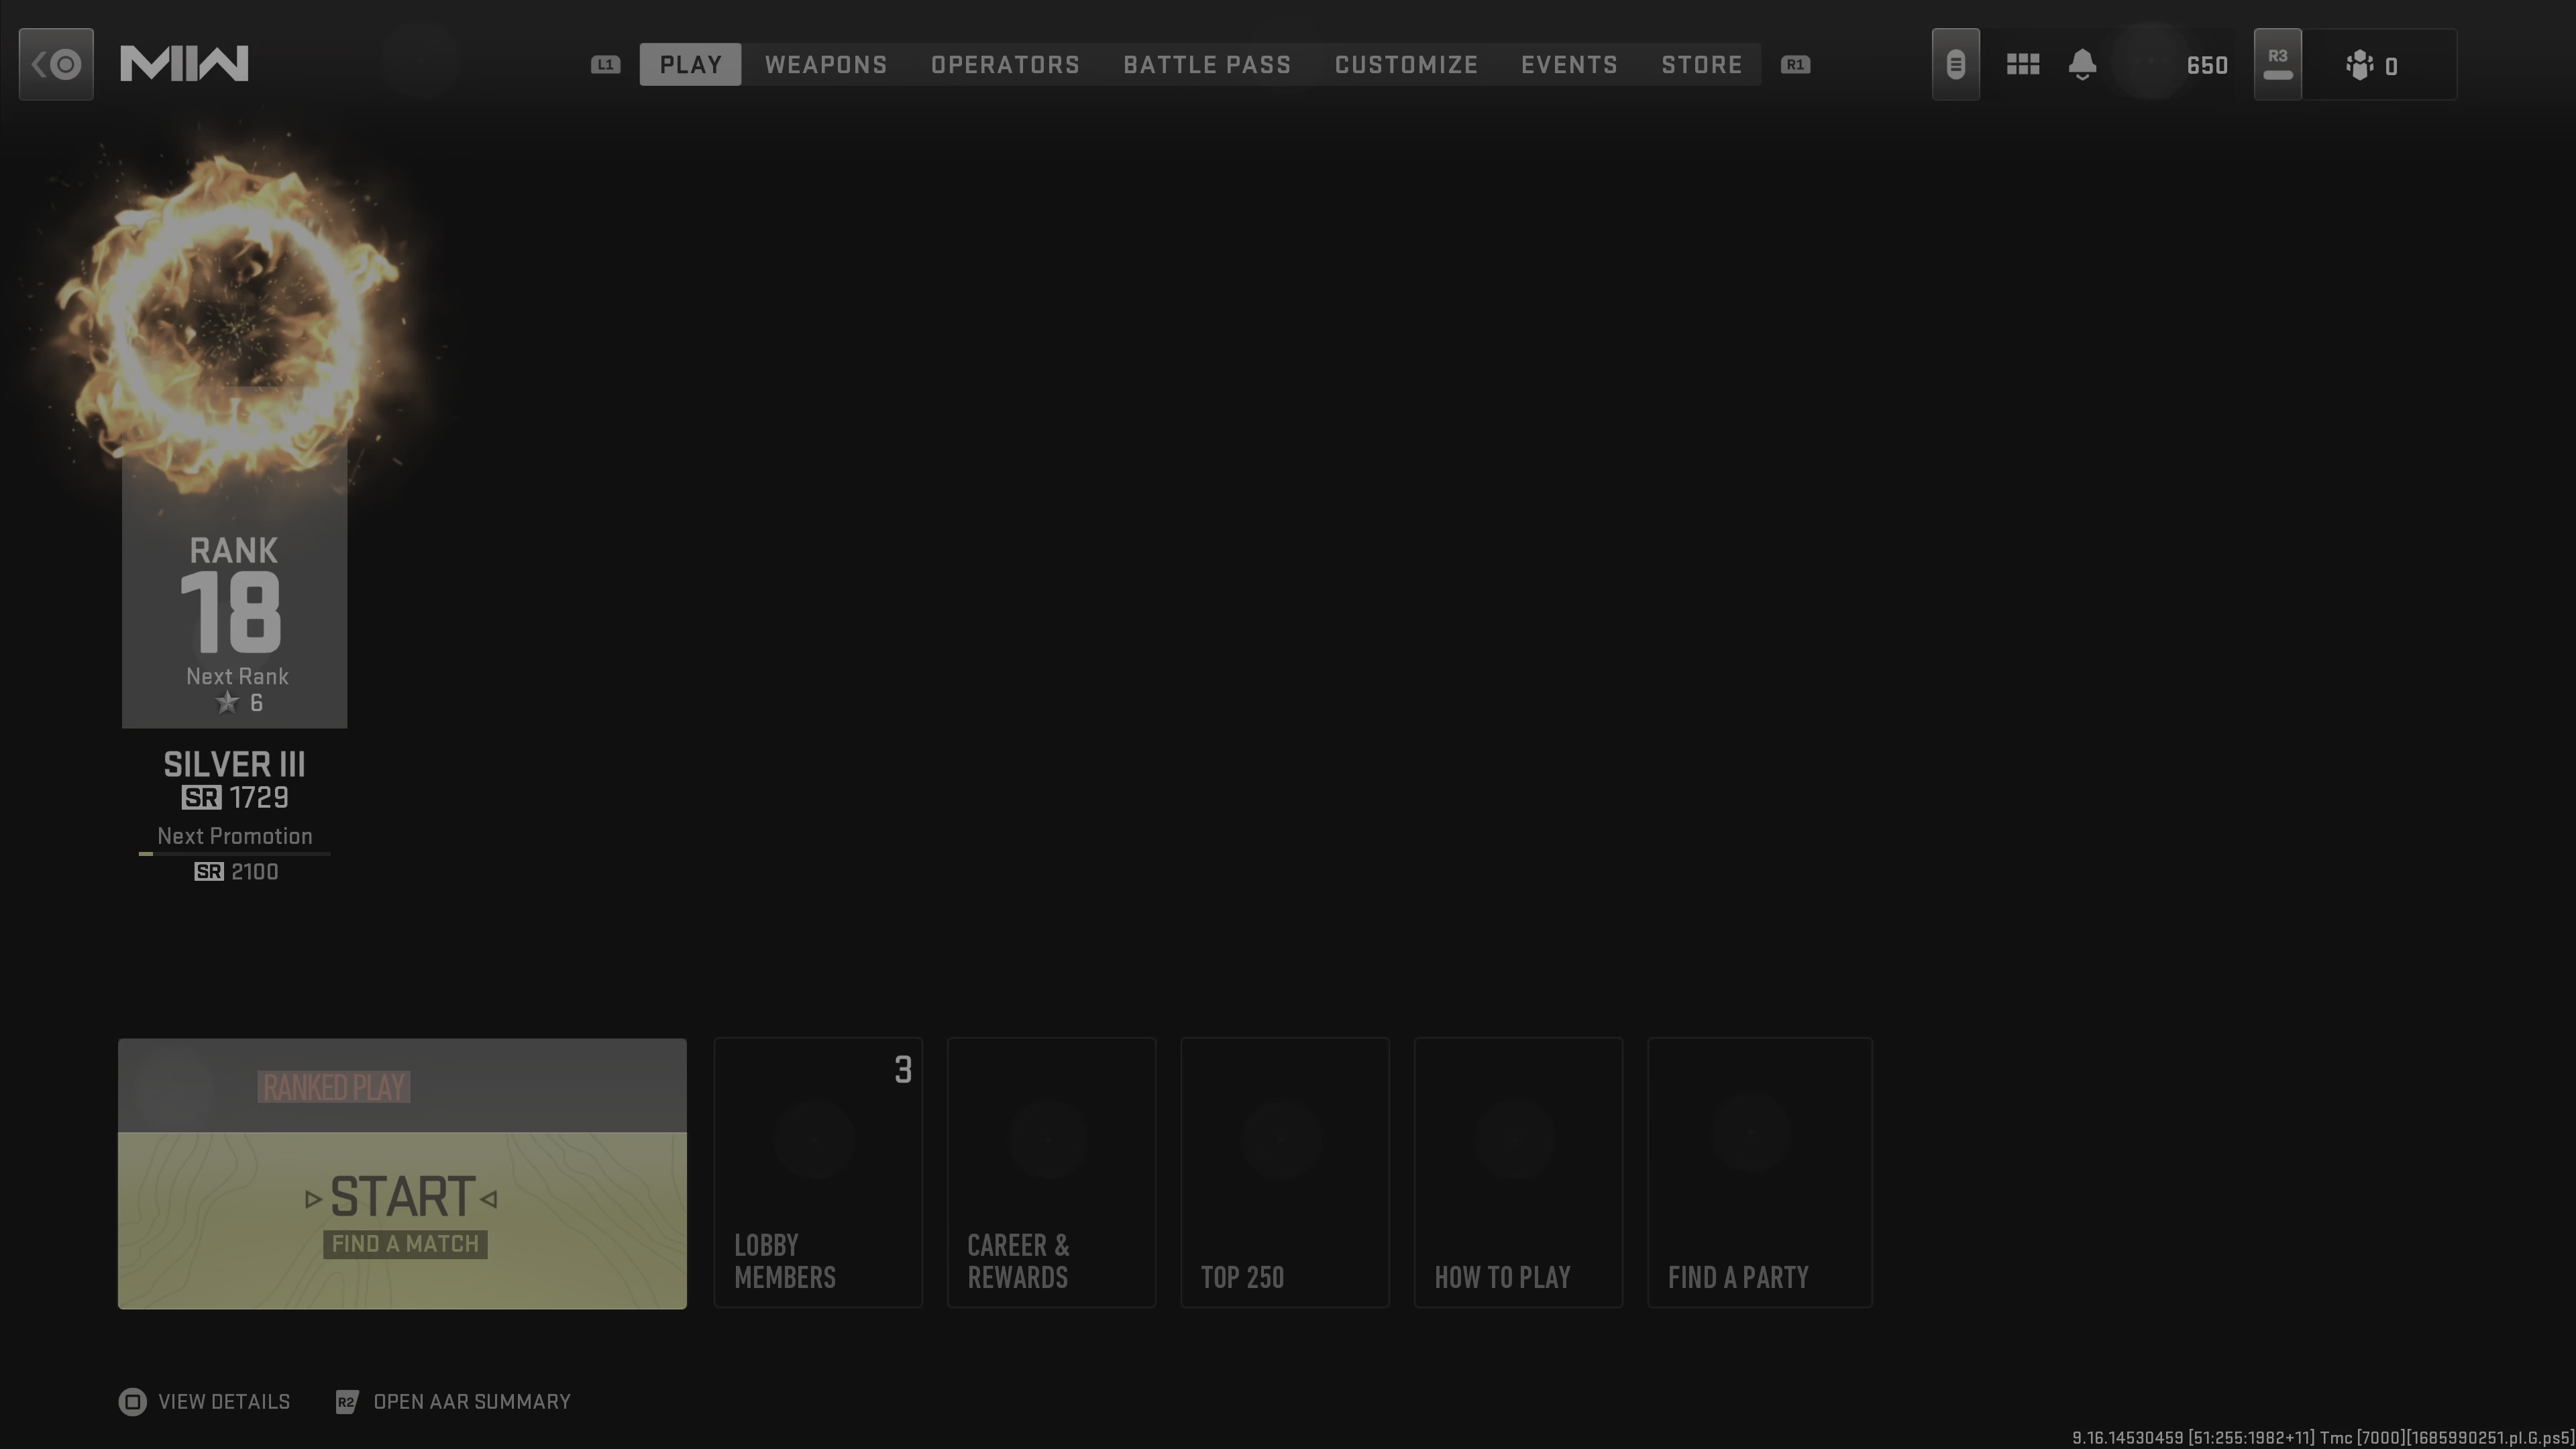 MW
L1 PLAY WEAPONS OPERATORS BATTLE PASS CUSTOMIZE EVENTS STORE R1
650
R3
0
RANK
18
Next Rank
6
SILVER III
SR 1729
Next Promotion
SR 2100
RANKED PLAY
START
FIND A MATCH
3
LOBBY
MEMBERS
CAREER &
REWARDS
TOP 250
HOW TO PLAY
FIND A PARTY
VIEW DETAILS
R2 OPEN AAR SUMMARY
9.16.14530459 [51:255:1982+11] Tmc [7000][1685990251.pl.G.ps5]